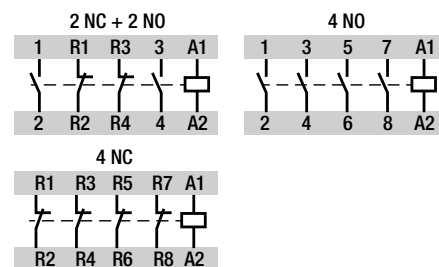 2 NC + 2 NO
1 R1 R3 3 A1
2 R2 R4 4 A2
4 NO
1 3 5 7 A1
2 4 6 8 A2
4 NC
R1 R3 R5 R7 A1
R2 R4 R6 R8 A2